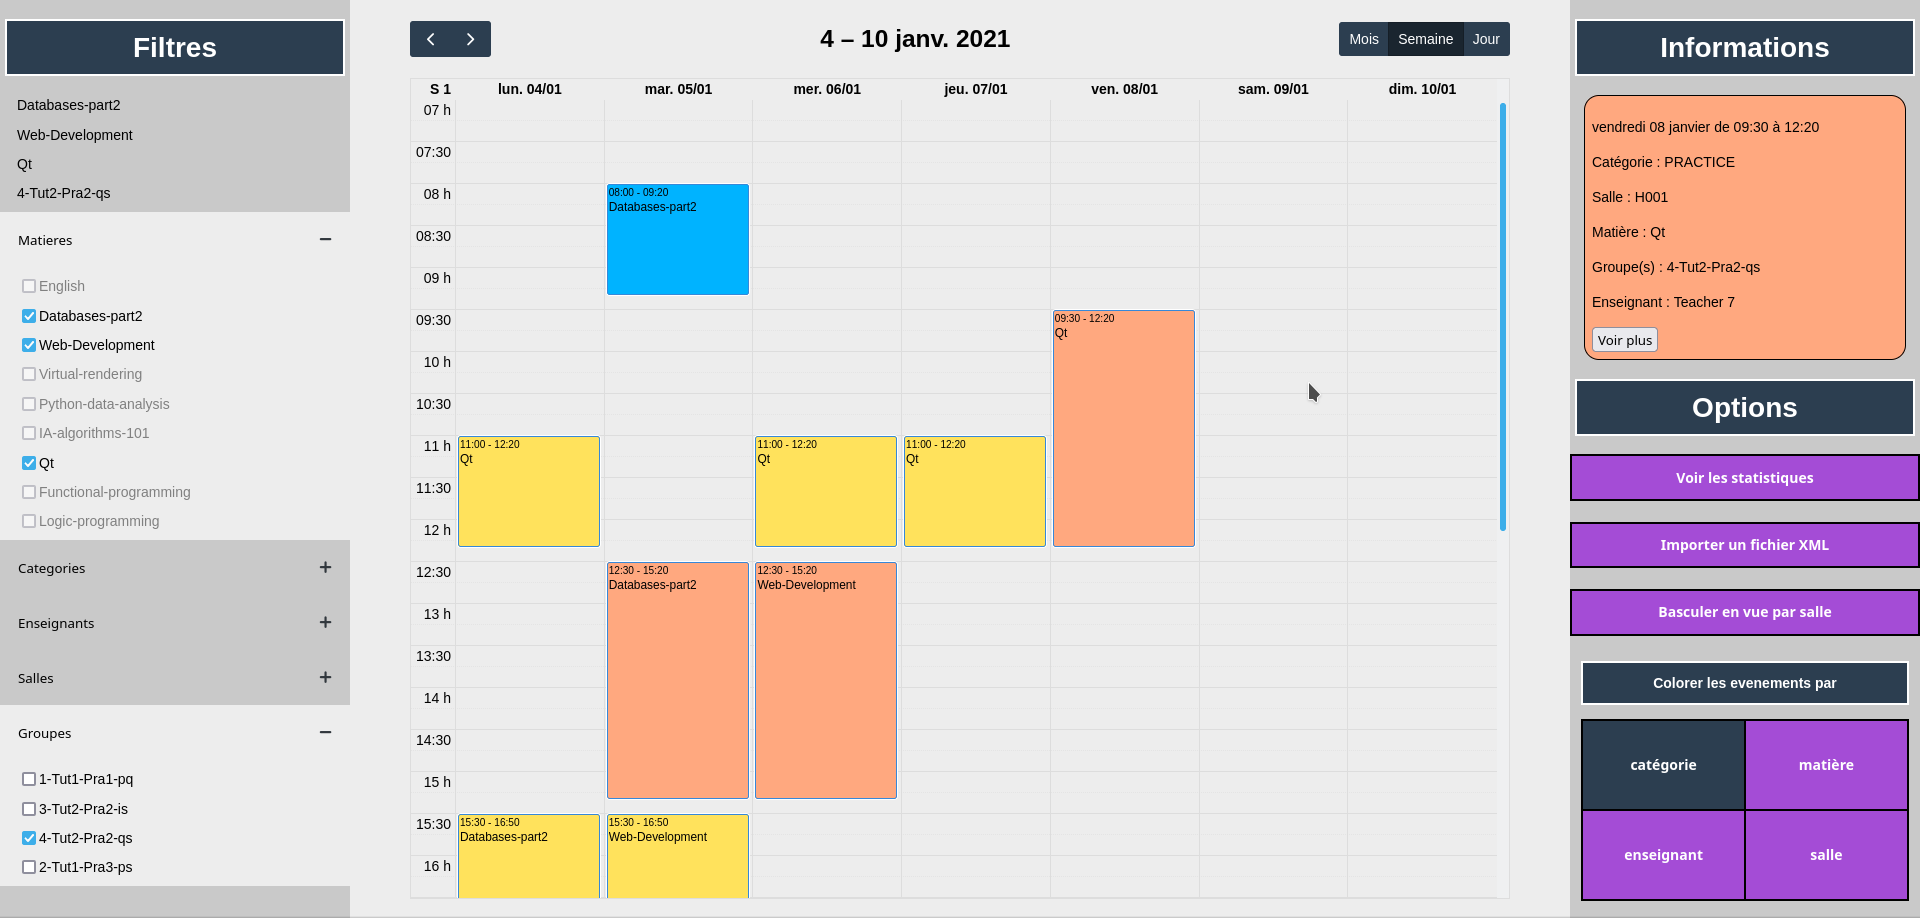 Filtres
Databases-part2
Web-Development
Qt
4-Tut2-Pra2-qs
Matieres
English
Databases-part2
Web-Development
Virtual-rendering
Python-data-analysis
IA-algorithms-101
Qt
Functional-programming
Logic-programming
Categories
Enseignants
Salles
Groupes
1-Tut1-Pra1-pq
3-Tut2-Pra2-is
4-Tut2-Pra2-qs
2-Tut1-Pra3-ps
4 – 10 janv. 2021
Mois Semaine Jour
S 1 lun. 04/01 mar. 05/01 mer. 06/01 jeu. 07/01 ven. 08/01 sam. 09/01 dim. 10/01
07 h
07:30
08 h
08:00 - 09:20
Databases-part2
08:30
09 h
09:30
09:30 - 12:20
Qt
10 h
10:30
11 h
11:00 - 12:20
Qt
11:00 - 12:20
Qt
11:00 - 12:20
Qt
11:30
12 h
12:30
12:30 - 15:20
Databases-part2
12:30 - 15:20
Web-Development
13 h
13:30
14 h
14:30
15 h
15:30
15:30 - 16:50
Databases-part2
15:30 - 16:50
Web-Development
16 h
Informations
vendredi 08 janvier de 09:30 à 12:20
Catégorie : PRACTICE
Salle : H001
Matière : Qt
Groupe(s) : 4-Tut2-Pra2-qs
Enseignant : Teacher 7
Voir plus
Options
Voir les statistiques
Importer un fichier XML
Basculer en vue par salle
Colorer les evenements par
catégorie matière
enseignant salle